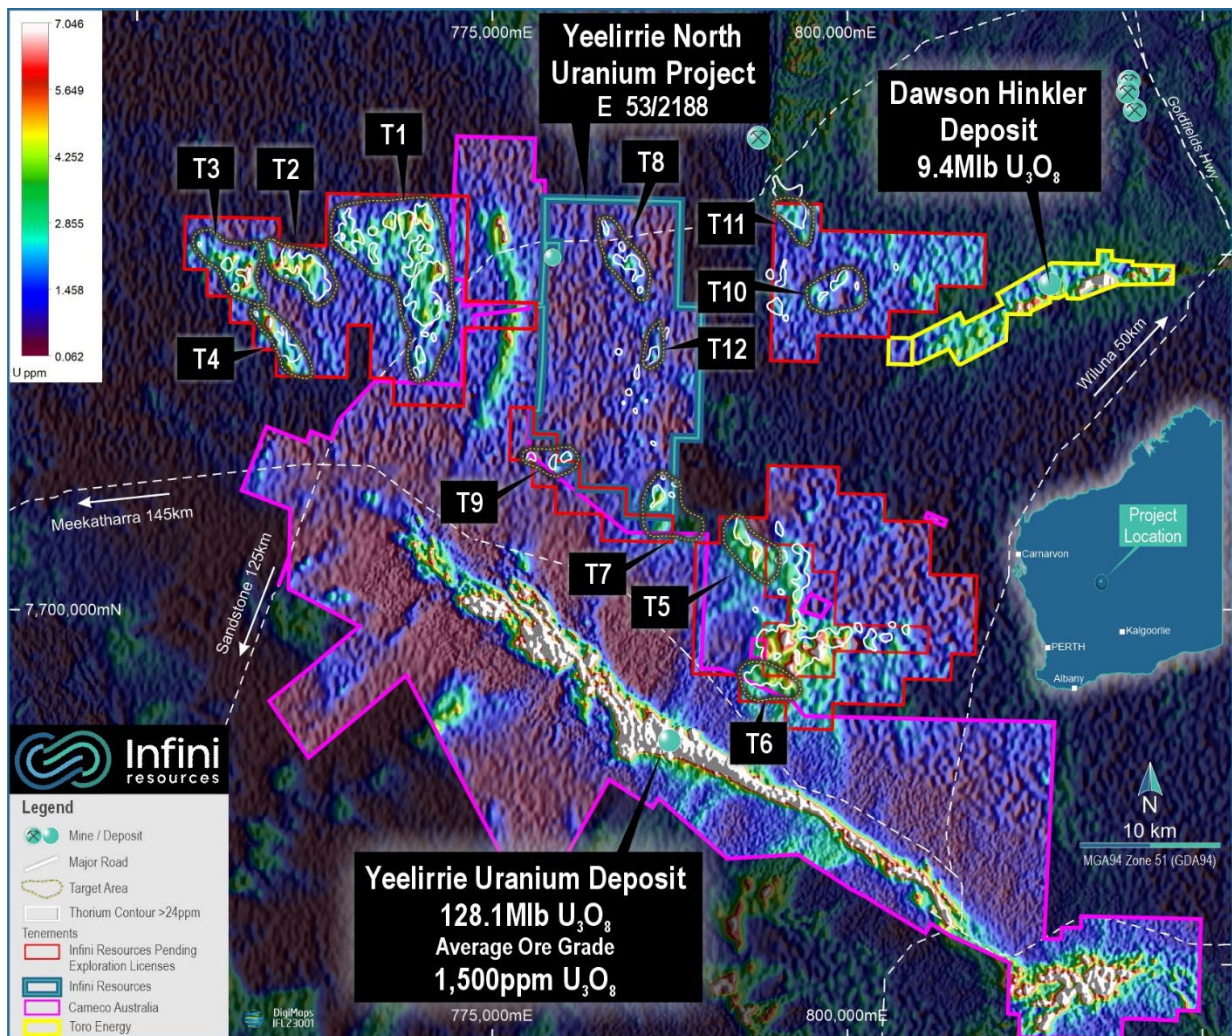 7.046
5.649
4.252
2.855
1.458
0.062
U ppm
775,000mE
800,000mE
Yeelirrie North
Uranium Project
E 53/2188
Dawson Hinkler
Deposit
9.4Mlb U₃O₈
Goldfields Hwy
T1
T2
T3
T4
T8
T11
T10
T12
T9
T7
T5
T6
Wiluna 50km
Meekatharra 145km
Sandstone 125km
7,700,000mN
Project
Location
Carnarvon
Kalgoorlie
PERTH
Albany
Yeelirrie Uranium Deposit
128.1Mlb U₃O₈
Average Ore Grade
1,500ppm U₃O₈
N
10 km
MGA94 Zone 51 (GDA94)
Infini
resources
Legend
Mine / Deposit
Major Road
Target Area
Thorium Contour >24ppm
Tenements
Infini Resources Pending
Exploration Licenses
Infini Resources
Cameco Australia
Toro Energy
DigiMaps
IFL23001
775,000mE
800,000mE